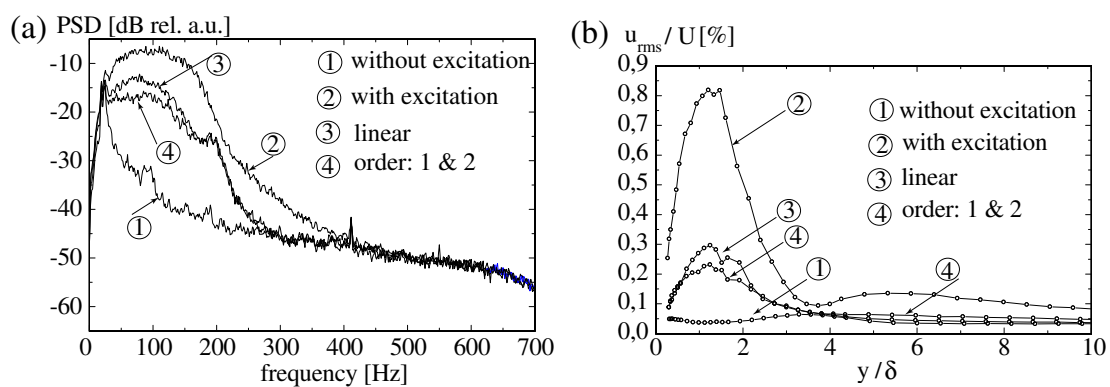 (a) PSD [dB rel. a.u.]
-10
-20
-30
-40
-50
-60
0 100 200 300 400 500 600 700
frequency [Hz]
① without excitation
② with excitation
③ linear
④ order: 1 & 2
③
④
②
①
(b) u_rms / U [%]
0,9
0,8
0,7
0,6
0,5
0,4
0,3
0,2
0,1
0,0
0 2 4 6 8 10
y / δ
① without excitation
② with excitation
③ linear
④ order: 1 & 2
②
③
④
①
④